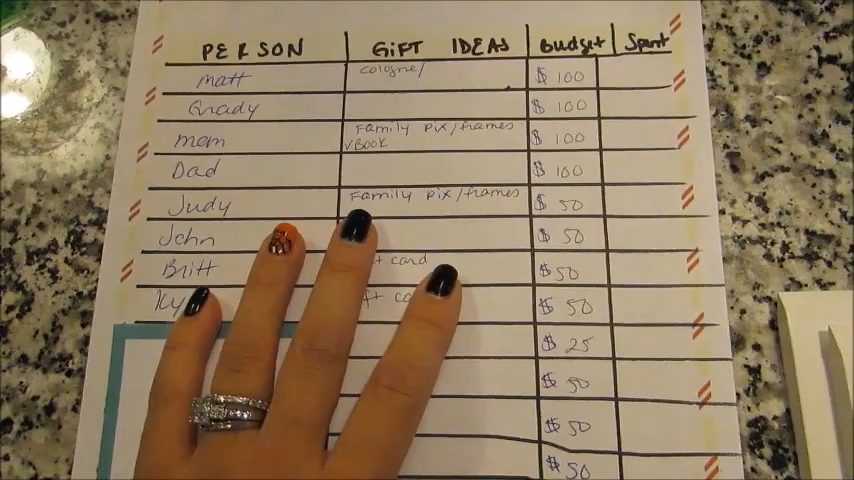 PERSON GIFT IDEAS Budget Spent
Matt cologne/ $100
Grady $100
mom Family pix/frames $100
√BOOK
Dad $100
Judy Family pix/frames $50
John $50
Britt card $50
$50
$25
$50
$50
$50